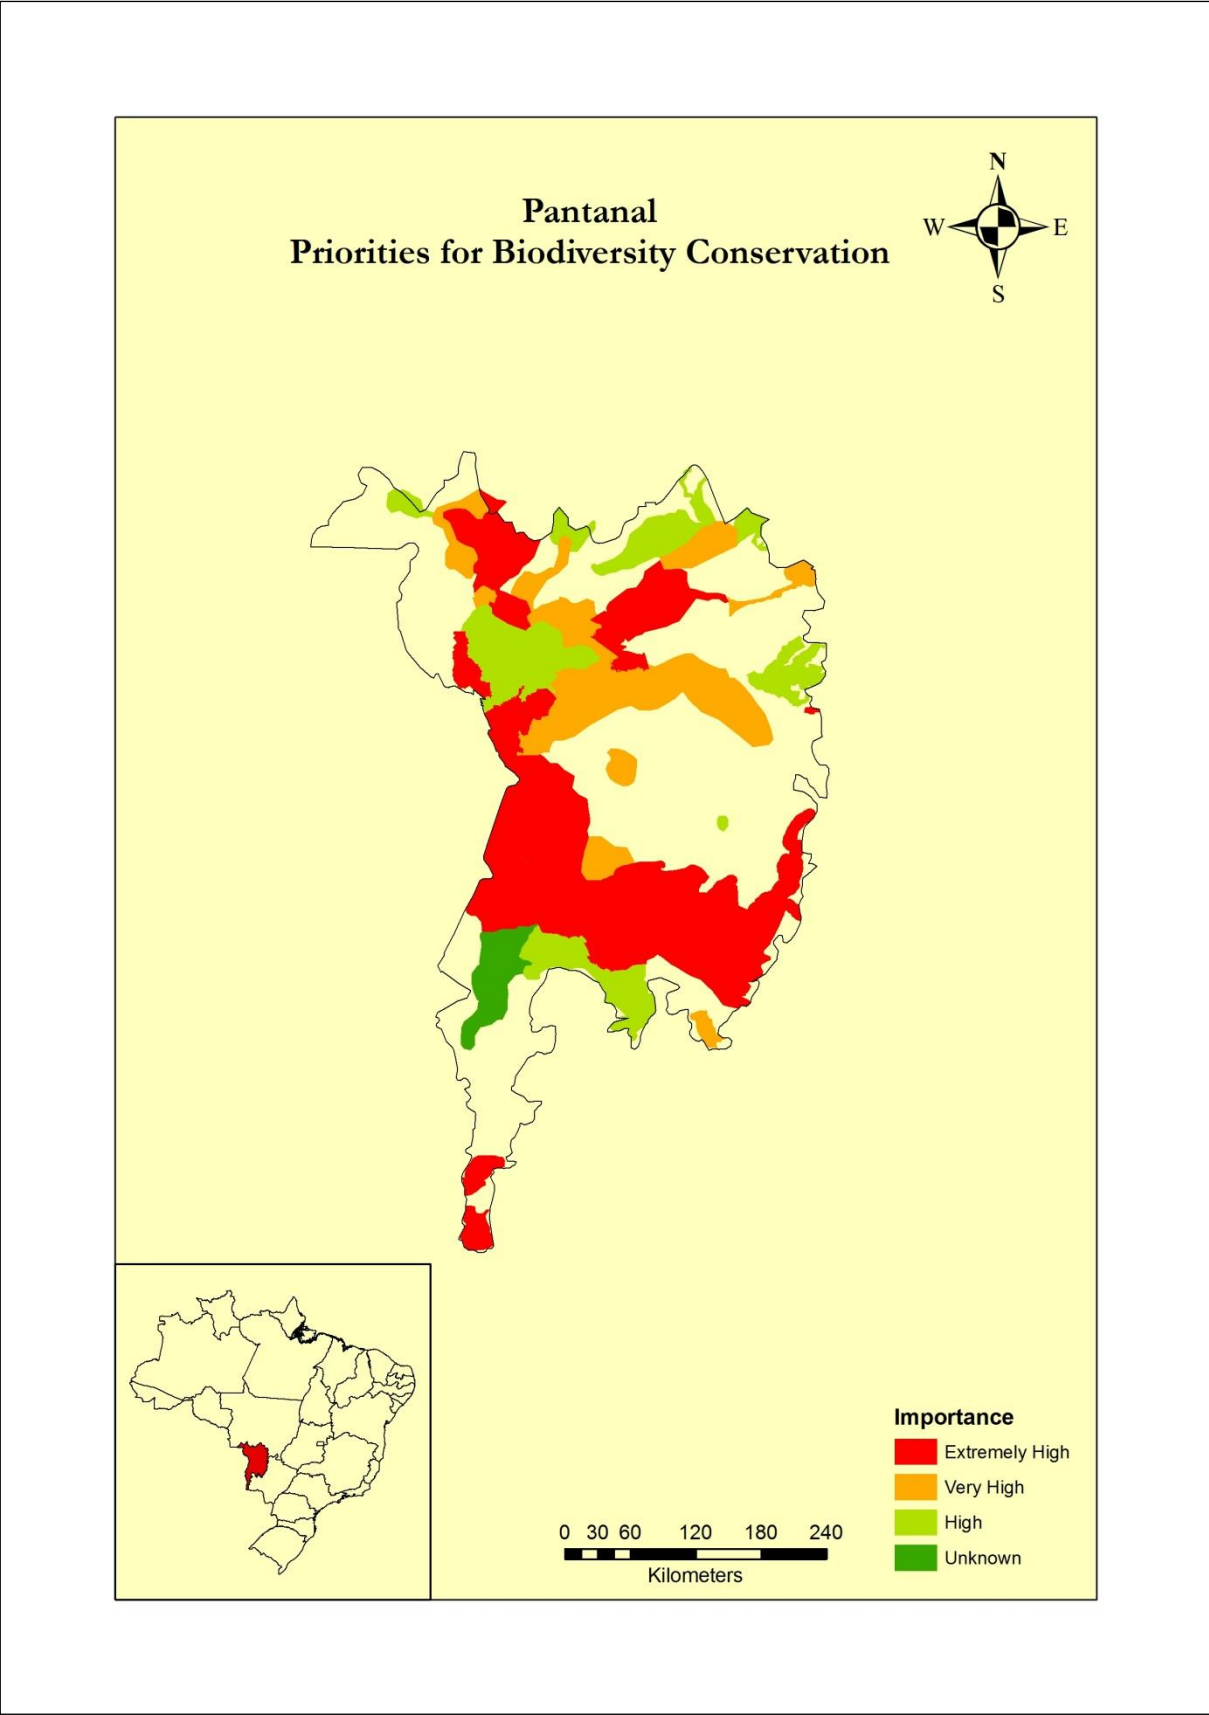 N
Pantanal
W E
Priorities for Biodiversity Conservation
S
Importance
Extremely High
Very High
High
Unknown
0 30 60 120 180 240
Kilometers